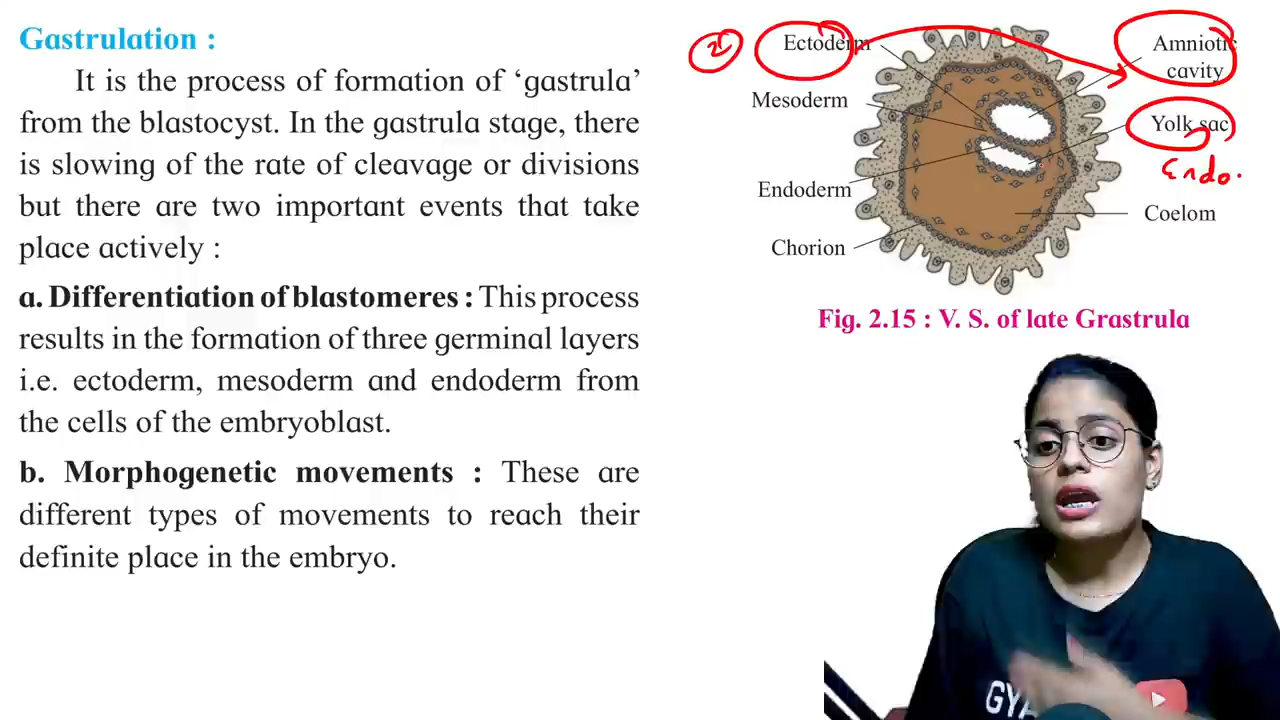 Gastrulation :
It is the process of formation of ‘gastrula’
from the blastocyst. In the gastrula stage, there
is slowing of the rate of cleavage or divisions
but there are two important events that take
place actively :
a. Differentiation of blastomeres : This process
results in the formation of three germinal layers
i.e. ectoderm, mesoderm and endoderm from
the cells of the embryoblast.
b. Morphogenetic movements : These are
different types of movements to reach their
definite place in the embryo.
Ectoderm
Amniotic
cavity
Mesoderm
Yolk sac
Endo.
Endoderm
Coelom
Chorion
Fig. 2.15 : V. S. of late Grastrula